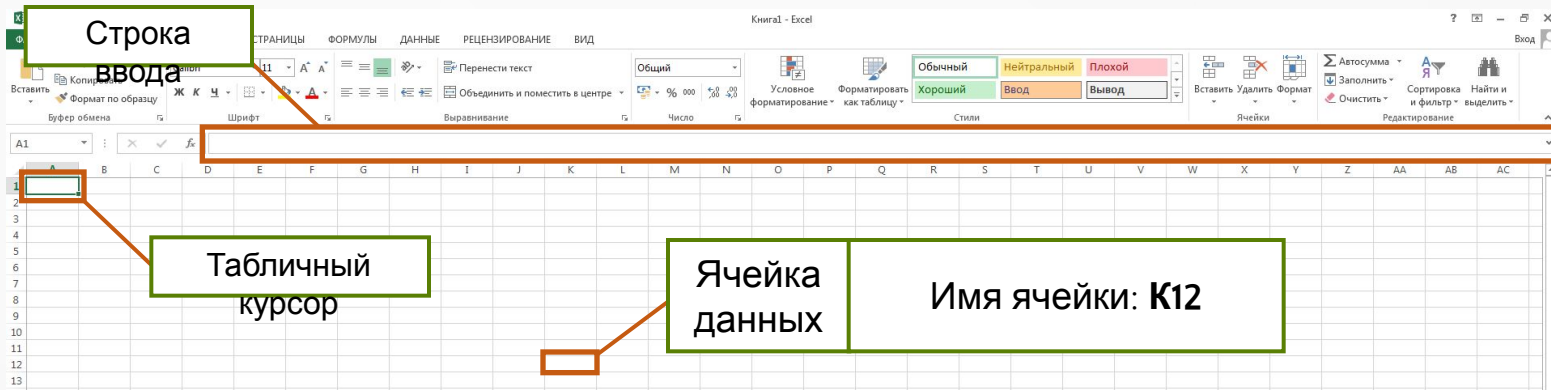 Книга1 - Excel
? 
Строка
ввода
СТРАНИЦЫ ФОРМУЛЫ ДАННЫЕ РЕЦЕНЗИРОВАНИЕ ВИД
Вход
11
Перенести текст
Общий
Обычный Нейтральный Плохой
Автосумма
Вставить
Ж К Ч
Формат по образцу
Объединить и поместить в центре
% 000
Условное
форматирование
Форматировать
как таблицу
Хороший Ввод Вывод
Вставить Удалить Формат
Заполнить
Очистить
Сортировка
и фильтр
Найти и
выделить
Буфер обмена Шрифт Выравнивание Число Стили Ячейки Редактирование
A1 fx
A B C D E F G H I J K L M N O P Q R S T U V W X Y Z AA AB AC
1
2
3
4
5
6
7
8
9
10
11
12
13
Табличный
курсор
Ячейка
данных
Имя ячейки: К12